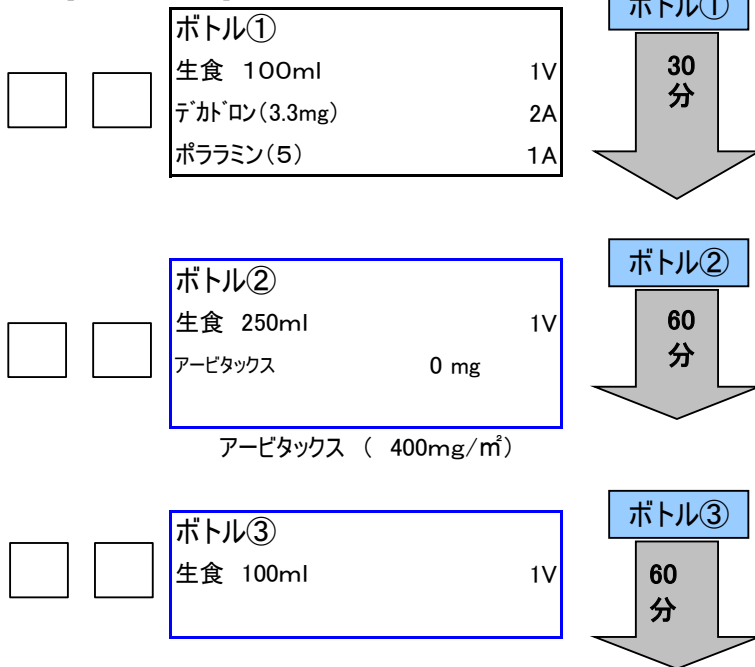 ボトル①
ボトル①
生食 100ml 1V
デカドロン(3.3mg) 2A
ポララミン(5) 1A
30
分
ボトル②
ボトル②
生食 250ml 1V
アービタックス 0 mg
60
分
アービタックス ( 400mg/㎡)
ボトル③
ボトル③
生食 100ml 1V
60
分